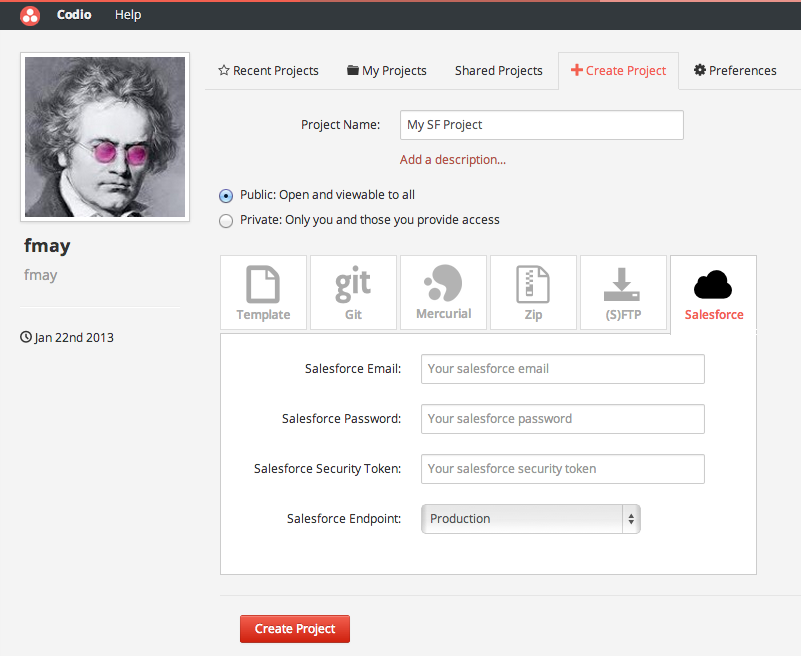 Codio Help
Recent Projects My Projects Shared Projects Create Project Preferences
Project Name: My SF Project
Add a description...
Public: Open and viewable to all
Private: Only you and those you provide access
fmay
fmay
Jan 22nd 2013
git
Template Git Mercurial Zip (S)FTP Salesforce
Salesforce Email: Your salesforce email
Salesforce Password: Your salesforce password
Salesforce Security Token: Your salesforce security token
Salesforce Endpoint: Production
Create Project